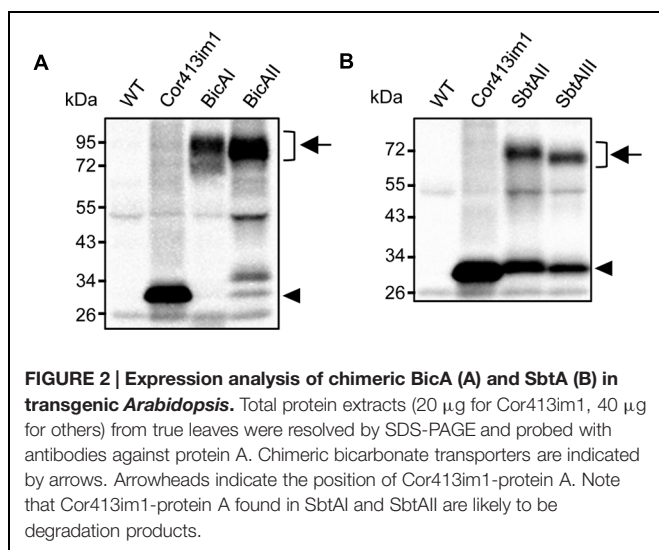 A
B
kDa
WT
Cor413im1
BicAI
BicAII
kDa
WT
Cor413im1
SbtAII
SbtAIII
95
72
55
43
34
26
72
55
43
34
26
FIGURE 2 | Expression analysis of chimeric BicA (A) and SbtA (B) in
transgenic Arabidopsis. Total protein extracts (20 μg for Cor413im1, 40 μg
for others) from true leaves were resolved by SDS-PAGE and probed with
antibodies against protein A. Chimeric bicarbonate transporters are indicated
by arrows. Arrowheads indicate the position of Cor413im1-protein A. Note
that Cor413im1-protein A found in SbtAI and SbtAII are likely to be
degradation products.